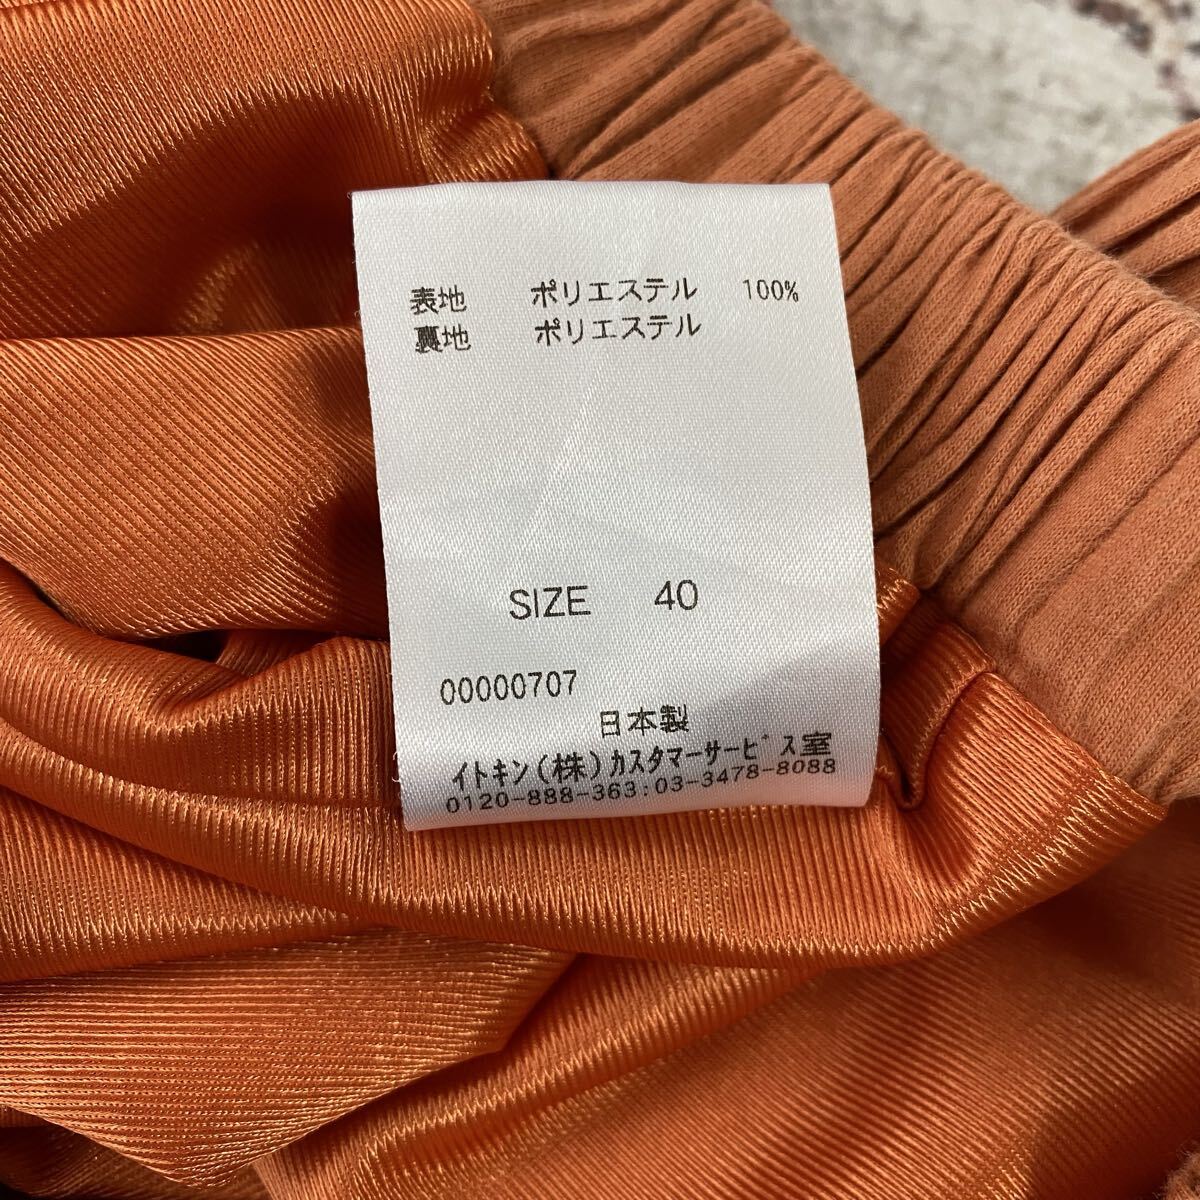 表地 ポリエステル 100%
裏地 ポリエステル
SIZE 40
00000707
日本製
イトキン(株)カスタマーサービス室
0120-888-363:03-3478-8088